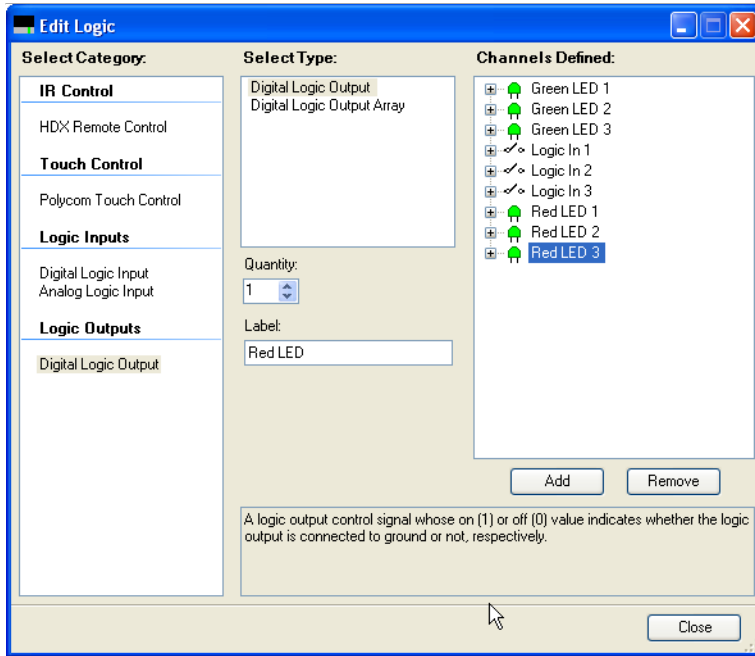 Edit Logic
Select Category:
IR Control
HDX Remote Control
Touch Control
Polycom Touch Control
Logic Inputs
Digital Logic Input
Analog Logic Input
Logic Outputs
Digital Logic Output
Select Type:
Digital Logic Output
Digital Logic Output Array
Quantity:
1
Label:
Red LED
Channels Defined:
Green LED 1
Green LED 2
Green LED 3
Logic In 1
Logic In 2
Logic In 3
Red LED 1
Red LED 2
Red LED 3
Add
Remove
A logic output control signal whose on (1) or off (0) value indicates whether the logic
output is connected to ground or not, respectively.
Close